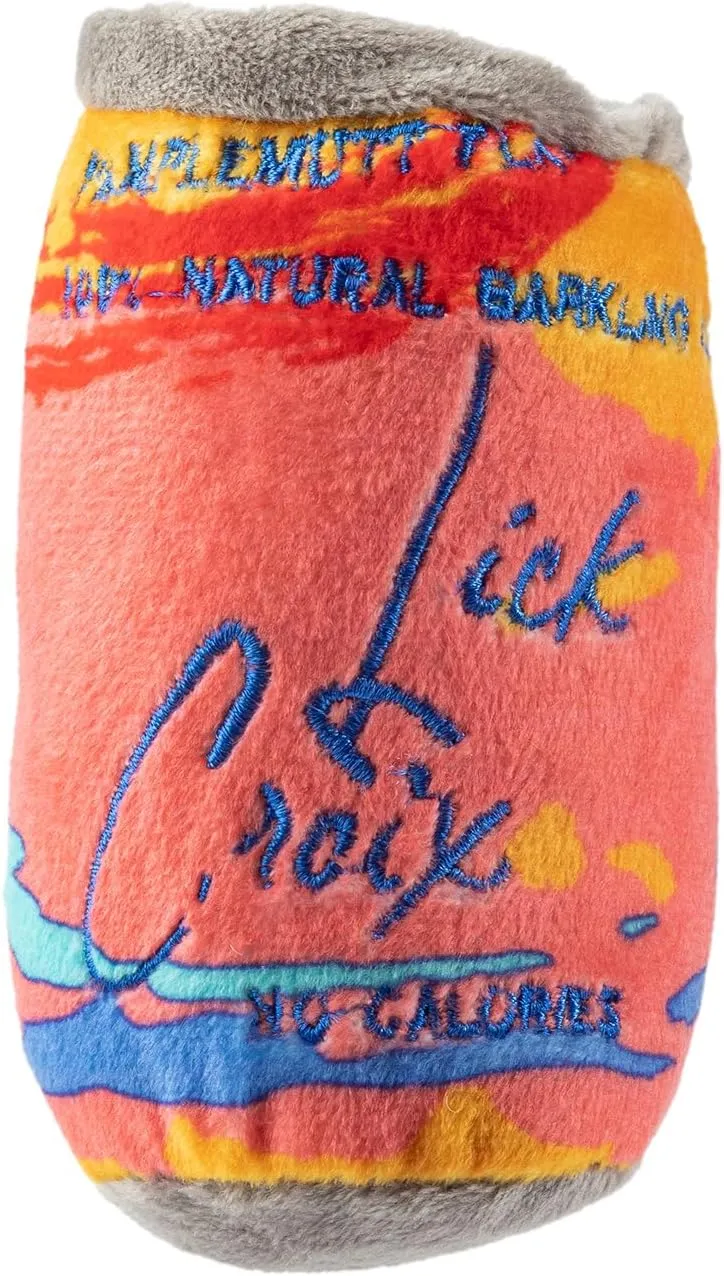 100% NATURAL BARKLING
Lick
Croix
NO CALORIES